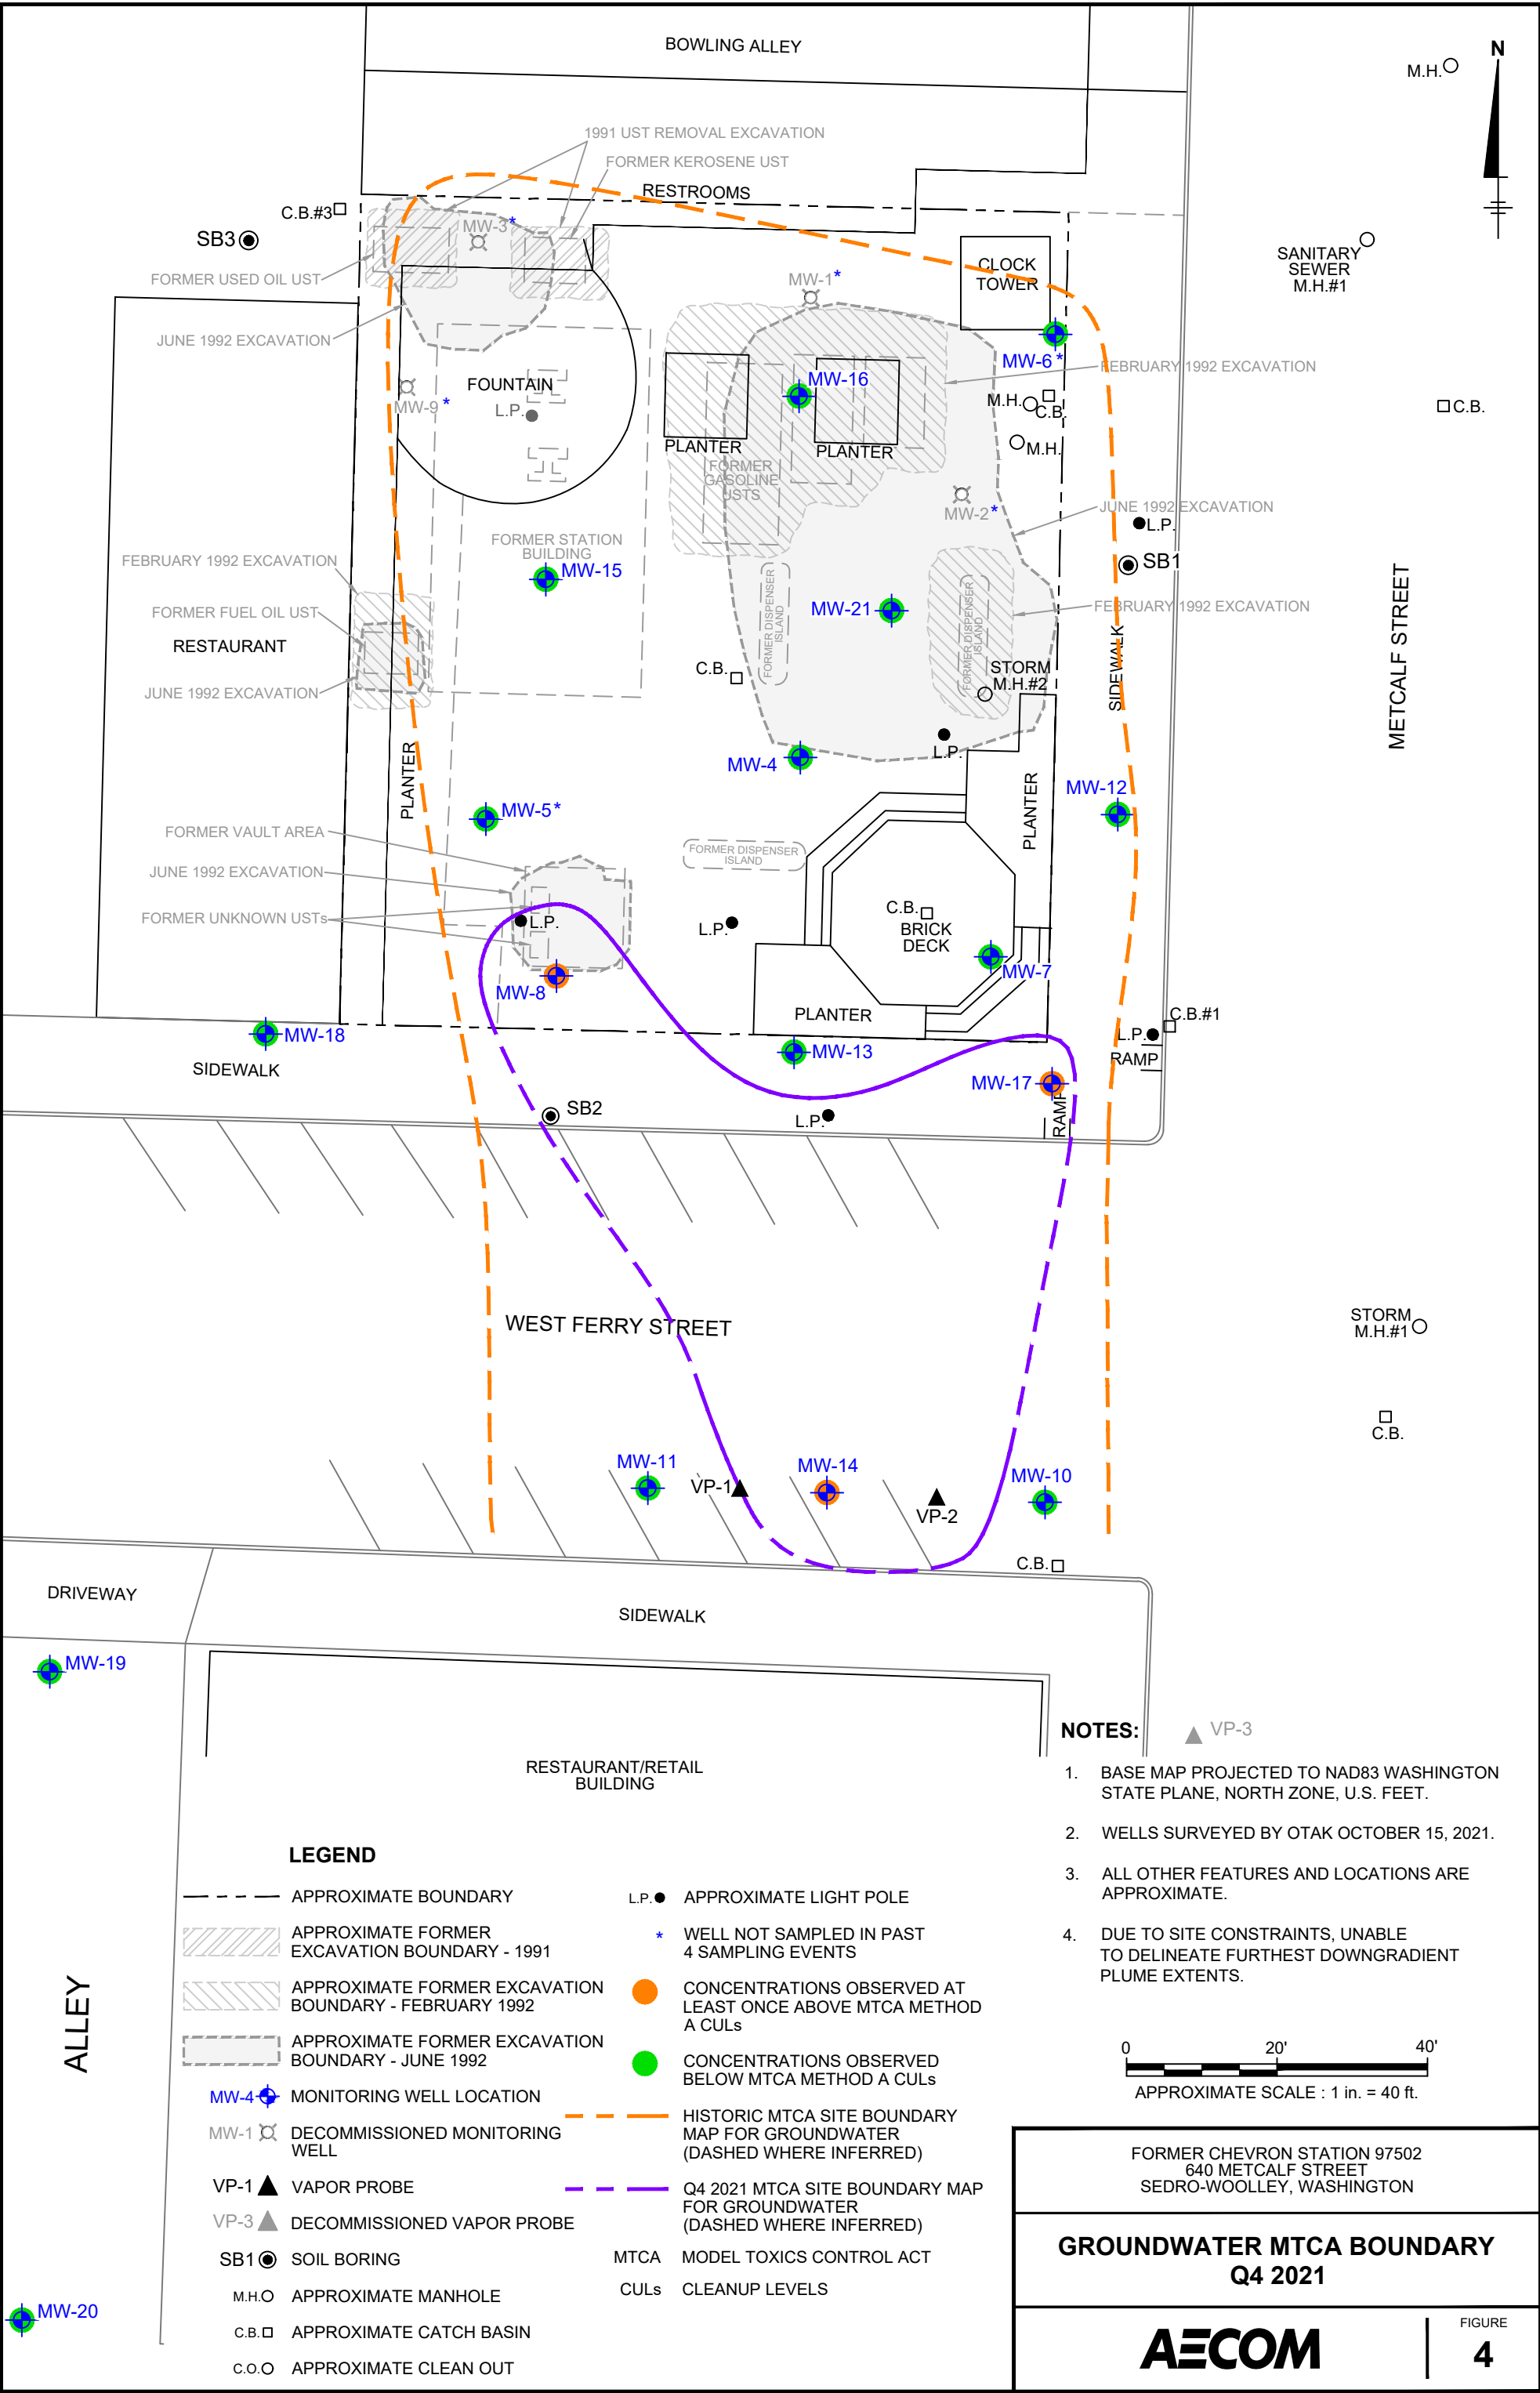 BOWLING ALLEY
N
M.H.
1991 UST REMOVAL EXCAVATION
FORMER KEROSENE UST
RESTROOMS
C.B.#3
SB3
MW-3*
SANITARY
SEWER
M.H.#1
CLOCK
TOWER
FORMER USED OIL UST
MW-1*
JUNE 1992 EXCAVATION
MW-6*
FEBRUARY 1992 EXCAVATION
FOUNTAIN
L.P.
MW-16
MW-9 *
M.H.
C.B.
C.B.
M.H.
PLANTER
PLANTER
FORMER
GASOLINE
USTS
MW-2*
JUNE 1992 EXCAVATION
L.P.
FORMER STATION
BUILDING
FEBRUARY 1992 EXCAVATION
MW-15
SB1
FORMER FUEL OIL UST
MW-21
FEBRUARY 1992 EXCAVATION
FORMER DISPENSER
ISLAND
FORMER DISPENSER
ISLAND
SIDEWALK
METCALF STREET
RESTAURANT
C.B.
STORM
M.H.#2
JUNE 1992 EXCAVATION
L.P.
PLANTER
MW-4
MW-12
MW-5*
PLANTER
FORMER VAULT AREA
FORMER DISPENSER
ISLAND
JUNE 1992 EXCAVATION
FORMER UNKNOWN USTs
L.P.
L.P.
C.B.
BRICK
DECK
MW-8
MW-7
PLANTER
C.B.#1
L.P.
MW-18
MW-13
RAMP
SIDEWALK
MW-17
RAMP
SB2
L.P.
WEST FERRY STREET
STORM
M.H.#1
C.B.
MW-11
VP-1
MW-14
VP-2
MW-10
C.B.
DRIVEWAY
SIDEWALK
MW-19
RESTAURANT/RETAIL
BUILDING
ALLEY
MW-20
NOTES:
VP-3
1. BASE MAP PROJECTED TO NAD83 WASHINGTON
STATE PLANE, NORTH ZONE, U.S. FEET.
2. WELLS SURVEYED BY OTAK OCTOBER 15, 2021.
3. ALL OTHER FEATURES AND LOCATIONS ARE
APPROXIMATE.
4. DUE TO SITE CONSTRAINTS, UNABLE
TO DELINEATE FURTHEST DOWNGRADIENT
PLUME EXTENTS.
LEGEND
APPROXIMATE BOUNDARY
APPROXIMATE FORMER
EXCAVATION BOUNDARY - 1991
APPROXIMATE FORMER EXCAVATION
BOUNDARY - FEBRUARY 1992
APPROXIMATE FORMER EXCAVATION
BOUNDARY - JUNE 1992
MW-4 MONITORING WELL LOCATION
MW-1 DECOMMISSIONED MONITORING
WELL
VP-1 VAPOR PROBE
VP-3 DECOMMISSIONED VAPOR PROBE
SB1 SOIL BORING
M.H. APPROXIMATE MANHOLE
C.B. APPROXIMATE CATCH BASIN
C.O. APPROXIMATE CLEAN OUT
L.P. APPROXIMATE LIGHT POLE
* WELL NOT SAMPLED IN PAST
4 SAMPLING EVENTS
CONCENTRATIONS OBSERVED AT
LEAST ONCE ABOVE MTCA METHOD
A CULs
CONCENTRATIONS OBSERVED
BELOW MTCA METHOD A CULs
HISTORIC MTCA SITE BOUNDARY
MAP FOR GROUNDWATER
(DASHED WHERE INFERRED)
Q4 2021 MTCA SITE BOUNDARY MAP
FOR GROUNDWATER
(DASHED WHERE INFERRED)
MTCA MODEL TOXICS CONTROL ACT
CULs CLEANUP LEVELS
0 20' 40'
APPROXIMATE SCALE : 1 in. = 40 ft.
FORMER CHEVRON STATION 97502
640 METCALF STREET
SEDRO-WOOLLEY, WASHINGTON
GROUNDWATER MTCA BOUNDARY
Q4 2021
AECOM
FIGURE
4